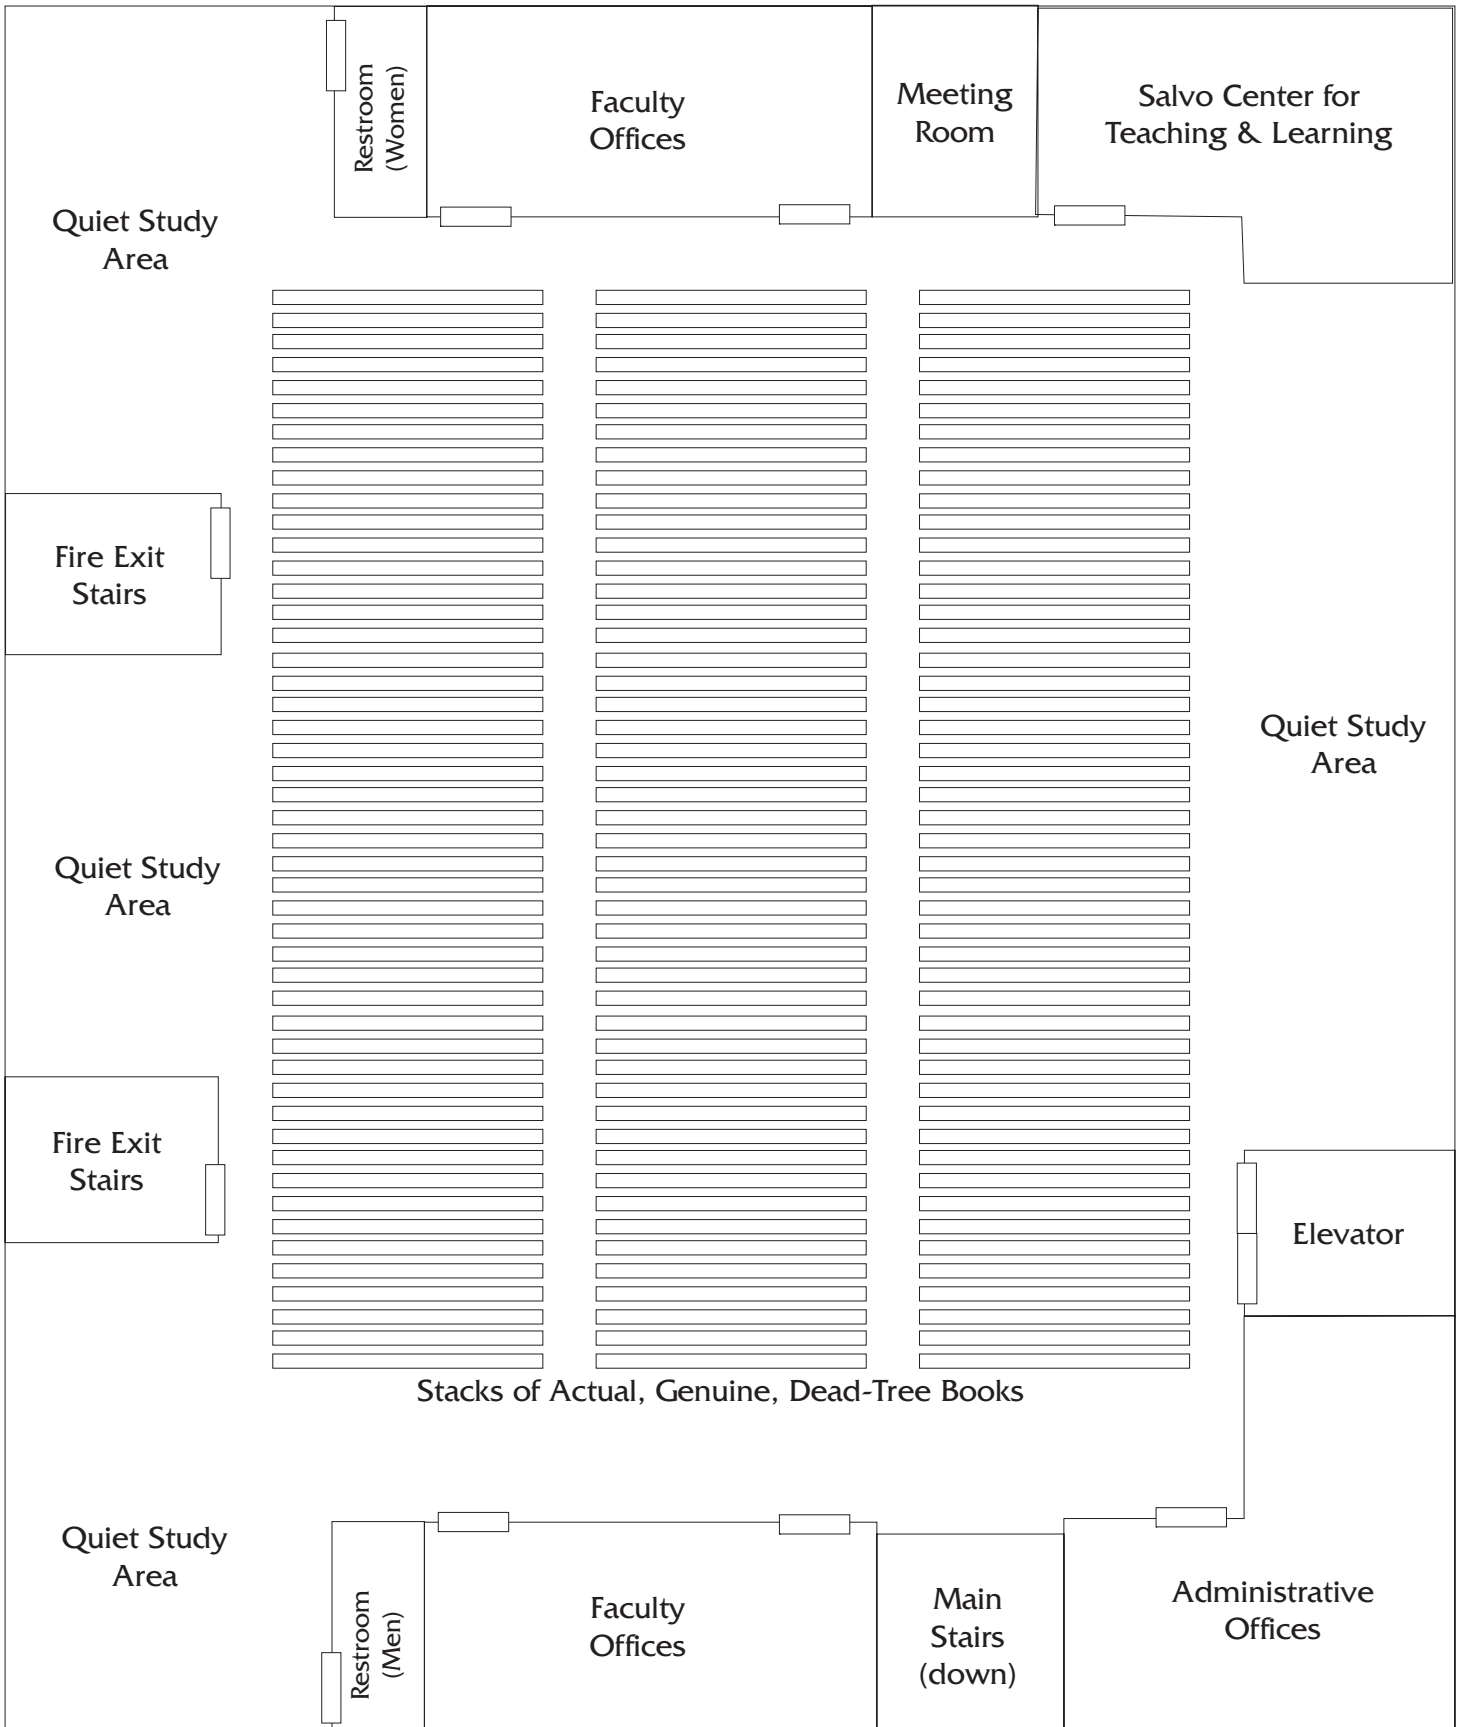 Restroom
(Women)
Faculty
Offices
Meeting
Room
Salvo Center for
Teaching & Learning
Quiet Study
Area
Fire Exit
Stairs
Quiet Study
Area
Quiet Study
Area
Fire Exit
Stairs
Elevator
Stacks of Actual, Genuine, Dead-Tree Books
Quiet Study
Area
Restroom
(Men)
Faculty
Offices
Main
Stairs
(down)
Administrative
Offices